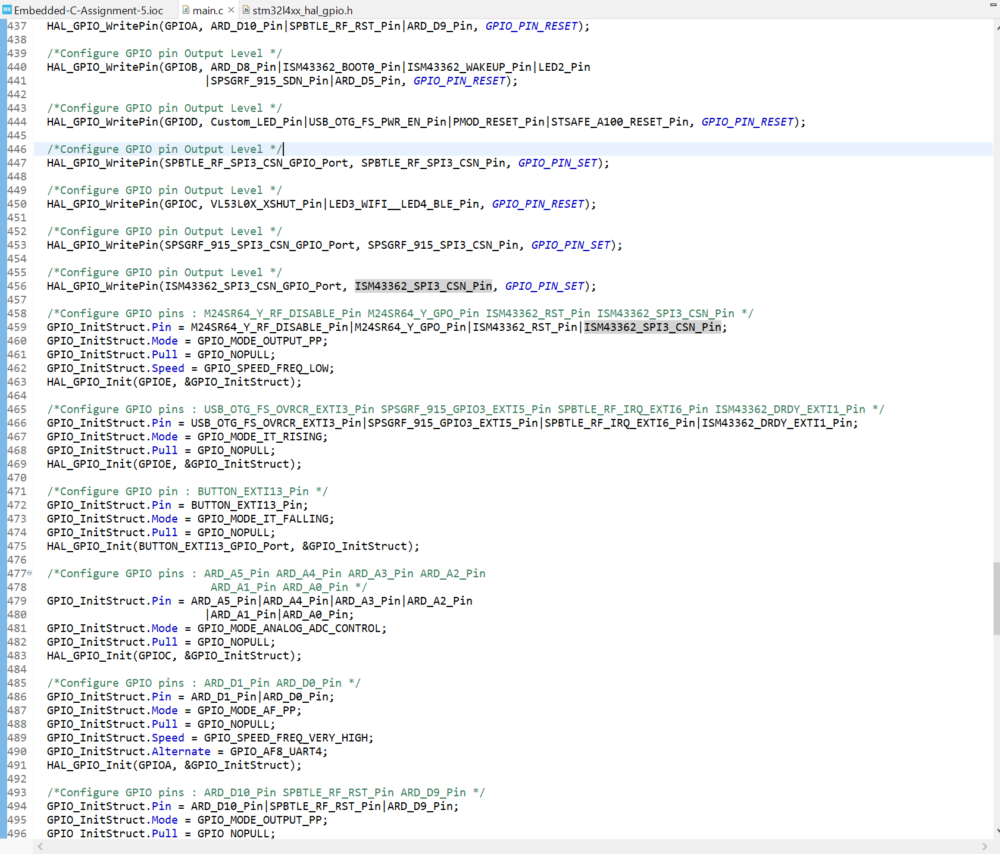 MX Embedded-C-Assignment-5.ioc main.c stm32l4xx_hal_gpio.h
437 HAL_GPIO_WritePin(GPIOA, ARD_D10_Pin|SPBTLE_RF_RST_Pin|ARD_D9_Pin, GPIO_PIN_RESET);
438
439 /*Configure GPIO pin Output Level */
440 HAL_GPIO_WritePin(GPIOB, ARD_D8_Pin|ISM43362_BOOT0_Pin|ISM43362_WAKEUP_Pin|LED2_Pin
441 |SPSGRF_915_SDN_Pin|ARD_D5_Pin, GPIO_PIN_RESET);
442
443 /*Configure GPIO pin Output Level */
444 HAL_GPIO_WritePin(GPIOD, Custom_LED_Pin|USB_OTG_FS_PWR_EN_Pin|PMOD_RESET_Pin|STSAFE_A100_RESET_Pin, GPIO_PIN_RESET);
445
446 /*Configure GPIO pin Output Level */
447 HAL_GPIO_WritePin(SPBTLE_RF_SPI3_CSN_GPIO_Port, SPBTLE_RF_SPI3_CSN_Pin, GPIO_PIN_SET);
448
449 /*Configure GPIO pin Output Level */
450 HAL_GPIO_WritePin(GPIOC, VL53L0X_XSHUT_Pin|LED3_WIFI__LED4_BLE_Pin, GPIO_PIN_RESET);
451
452 /*Configure GPIO pin Output Level */
453 HAL_GPIO_WritePin(SPSGRF_915_SPI3_CSN_GPIO_Port, SPSGRF_915_SPI3_CSN_Pin, GPIO_PIN_SET);
454
455 /*Configure GPIO pin Output Level */
456 HAL_GPIO_WritePin(ISM43362_SPI3_CSN_GPIO_Port, ISM43362_SPI3_CSN_Pin, GPIO_PIN_SET);
457
458 /*Configure GPIO pins : M24SR64_Y_RF_DISABLE_Pin M24SR64_Y_GPO_Pin ISM43362_RST_Pin ISM43362_SPI3_CSN_Pin */
459 GPIO_InitStruct.Pin = M24SR64_Y_RF_DISABLE_Pin|M24SR64_Y_GPO_Pin|ISM43362_RST_Pin|ISM43362_SPI3_CSN_Pin;
460 GPIO_InitStruct.Mode = GPIO_MODE_OUTPUT_PP;
461 GPIO_InitStruct.Pull = GPIO_NOPULL;
462 GPIO_InitStruct.Speed = GPIO_SPEED_FREQ_LOW;
463 HAL_GPIO_Init(GPIOE, &GPIO_InitStruct);
464
465 /*Configure GPIO pins : USB_OTG_FS_OVRCR_EXTI3_Pin SPSGRF_915_GPIO3_EXTI5_Pin SPBTLE_RF_IRQ_EXTI6_Pin ISM43362_DRDY_EXTI1_Pin */
466 GPIO_InitStruct.Pin = USB_OTG_FS_OVRCR_EXTI3_Pin|SPSGRF_915_GPIO3_EXTI5_Pin|SPBTLE_RF_IRQ_EXTI6_Pin|ISM43362_DRDY_EXTI1_Pin;
467 GPIO_InitStruct.Mode = GPIO_MODE_IT_RISING;
468 GPIO_InitStruct.Pull = GPIO_NOPULL;
469 HAL_GPIO_Init(GPIOE, &GPIO_InitStruct);
470
471 /*Configure GPIO pin : BUTTON_EXTI13_Pin */
472 GPIO_InitStruct.Pin = BUTTON_EXTI13_Pin;
473 GPIO_InitStruct.Mode = GPIO_MODE_IT_FALLING;
474 GPIO_InitStruct.Pull = GPIO_NOPULL;
475 HAL_GPIO_Init(BUTTON_EXTI13_GPIO_Port, &GPIO_InitStruct);
476
477 /*Configure GPIO pins : ARD_A5_Pin ARD_A4_Pin ARD_A3_Pin ARD_A2_Pin
478 ARD_A1_Pin ARD_A0_Pin */
479 GPIO_InitStruct.Pin = ARD_A5_Pin|ARD_A4_Pin|ARD_A3_Pin|ARD_A2_Pin
480 |ARD_A1_Pin|ARD_A0_Pin;
481 GPIO_InitStruct.Mode = GPIO_MODE_ANALOG_ADC_CONTROL;
482 GPIO_InitStruct.Pull = GPIO_NOPULL;
483 HAL_GPIO_Init(GPIOC, &GPIO_InitStruct);
484
485 /*Configure GPIO pins : ARD_D1_Pin ARD_D0_Pin */
486 GPIO_InitStruct.Pin = ARD_D1_Pin|ARD_D0_Pin;
487 GPIO_InitStruct.Mode = GPIO_MODE_AF_PP;
488 GPIO_InitStruct.Pull = GPIO_NOPULL;
489 GPIO_InitStruct.Speed = GPIO_SPEED_FREQ_VERY_HIGH;
490 GPIO_InitStruct.Alternate = GPIO_AF8_UART4;
491 HAL_GPIO_Init(GPIOA, &GPIO_InitStruct);
492
493 /*Configure GPIO pins : ARD_D10_Pin SPBTLE_RF_RST_Pin ARD_D9_Pin */
494 GPIO_InitStruct.Pin = ARD_D10_Pin|SPBTLE_RF_RST_Pin|ARD_D9_Pin;
495 GPIO_InitStruct.Mode = GPIO_MODE_OUTPUT_PP;
496 GPIO_InitStruct.Pull = GPIO_NOPULL;